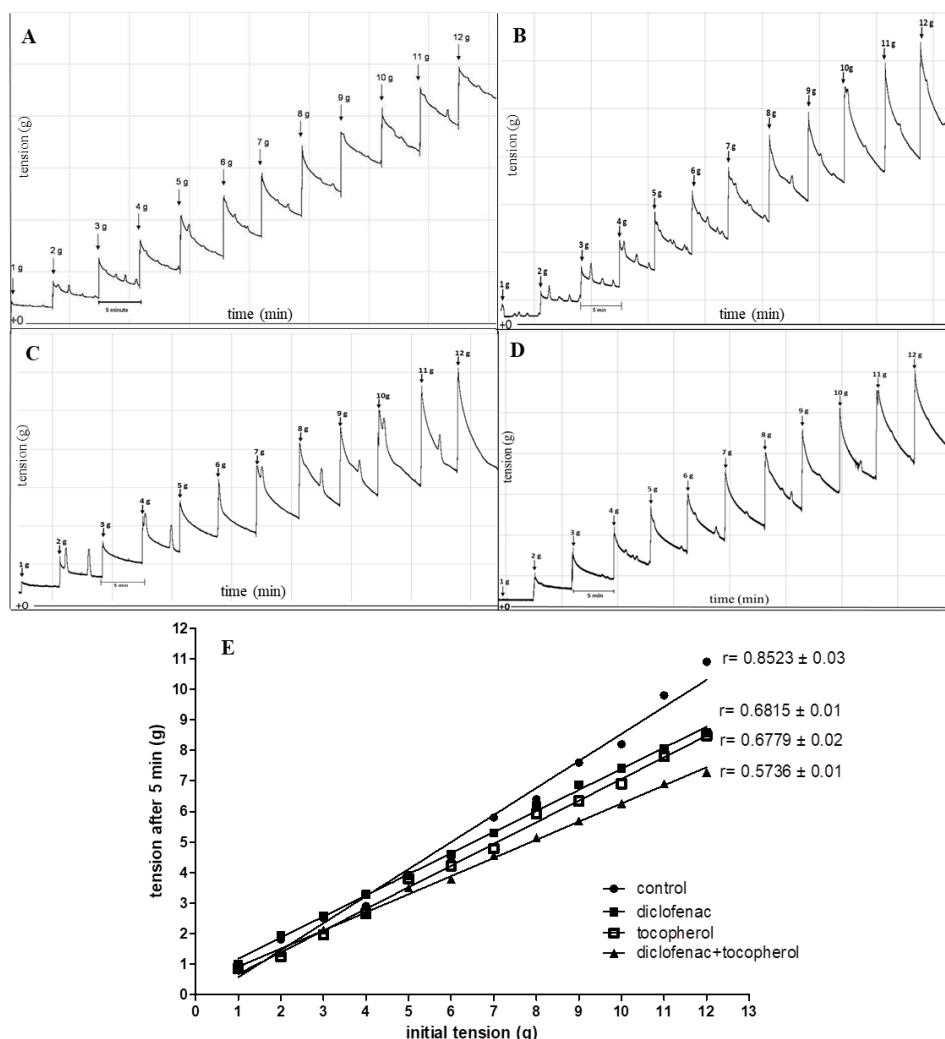 A
1 g
2 g
3 g
4 g
5 g
6 g
7 g
8 g
9 g
10 g
11 g
12 g
tension (g)
5 minute
time (min)
+0
B
1 g
2 g
3 g
4 g
5 g
6 g
7 g
8 g
9 g
10g
11 g
12 g
tension (g)
5 min
time (min)
+0
C
1 g
2 g
3 g
4 g
5 g
6 g
7 g
8 g
9 g
10g
11 g
12 g
tension (g)
5 min
time (min)
+0
D
1 g
2 g
3 g
4 g
5 g
6 g
7 g
8 g
9 g
10 g
11 g
12 g
tension (g)
5 min
time (min)
+0
E
12
11
10
9
8
7
6
5
4
3
2
1
0
tension after 5 min (g)
r= 0.8523 ± 0.03
r= 0.6815 ± 0.01
r= 0.6779 ± 0.02
r= 0.5736 ± 0.01
control
diclofenac
tocopherol
diclofenac+tocopherol
0 1 2 3 4 5 6 7 8 9 10 11 12 13
initial tension (g)